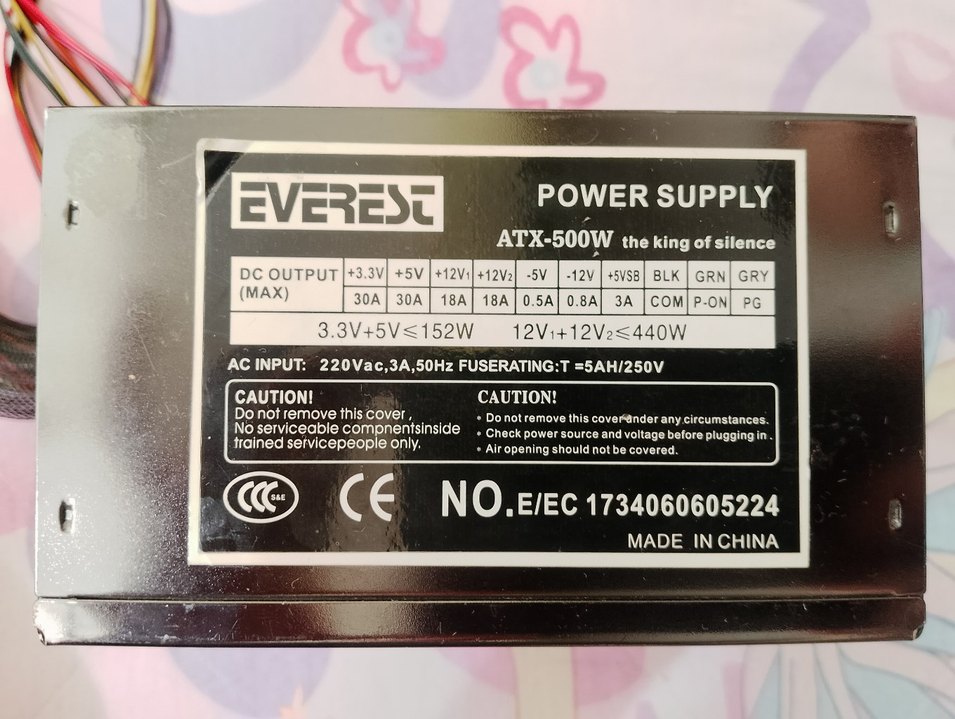 EVEREST
POWER SUPPLY
ATX-500W the king of silence
DC OUTPUT (MAX) +3.3V +5V +12V₁ +12V₂ -5V -12V +5VSB BLK GRN GRY
30A 30A 18A 18A 0.5A 0.8A 3A COM P-ON PG
3.3V+5V≤152W 12V₁+12V₂≤440W
AC INPUT: 220Vac,3A,50Hz FUSERATING:T =5AH/250V
CAUTION!
Do not remove this cover ,
No serviceable compnentsinside
trained servicepeople only.
CAUTION!
• Do not remove this cover under any circumstances.
• Check power source and voltage before plugging in .
• Air opening should not be covered.
CCC S&E CE NO.E/EC 1734060605224
MADE IN CHINA